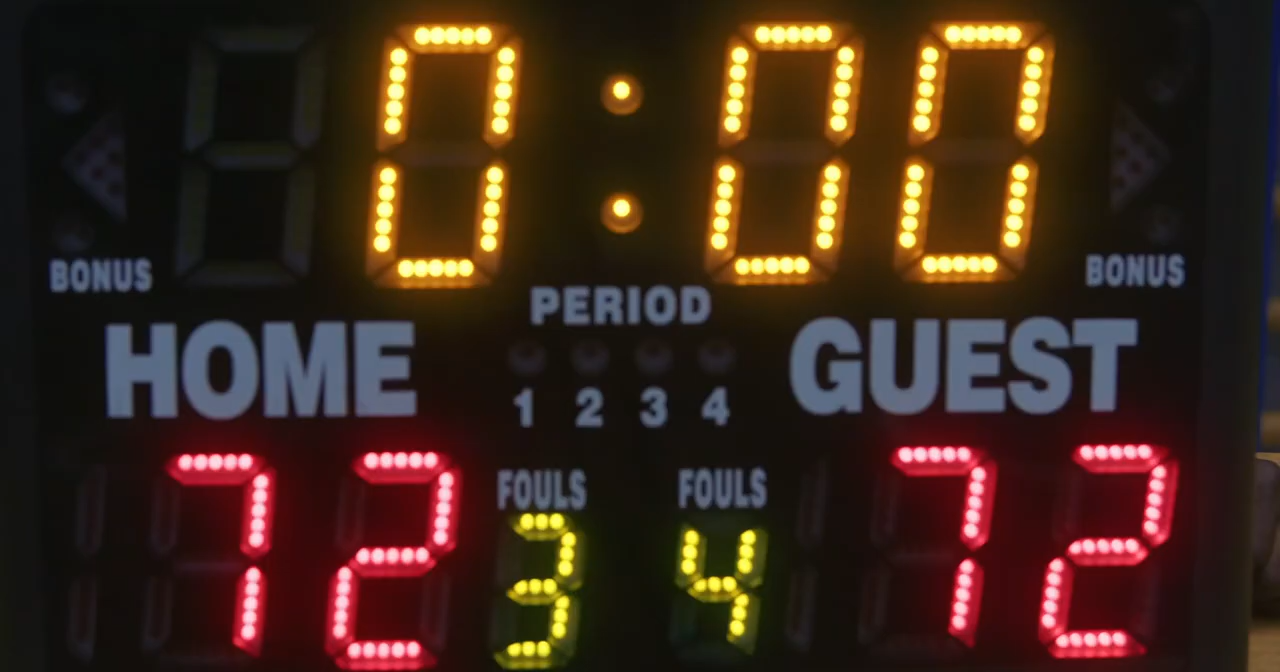 0:00
BONUS PERIOD BONUS
HOME GUEST
1 2 3 4
FOULS FOULS
72 3 4 72